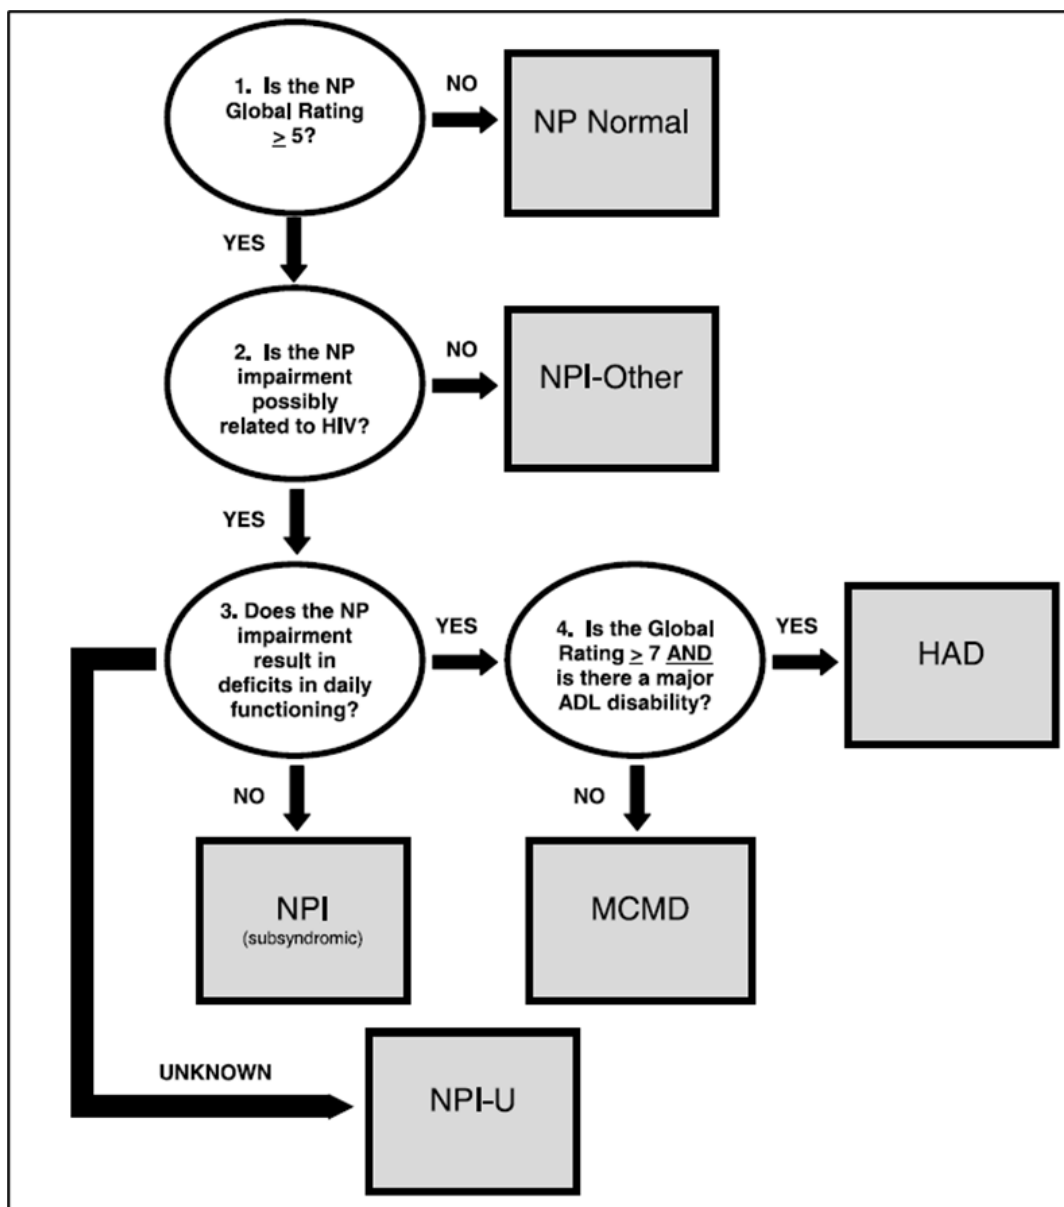 1. Is the NP
Global Rating
≥ 5?
NO
NP Normal
YES
2. Is the NP
impairment
possibly
related to HIV?
NO
NPI-Other
YES
3. Does the NP
impairment
result in
deficits in daily
functioning?
YES
4. Is the Global
Rating ≥ 7 AND
is there a major
ADL disability?
YES
HAD
NO
NPI
(subsyndromic)
NO
MCMD
UNKNOWN
NPI-U